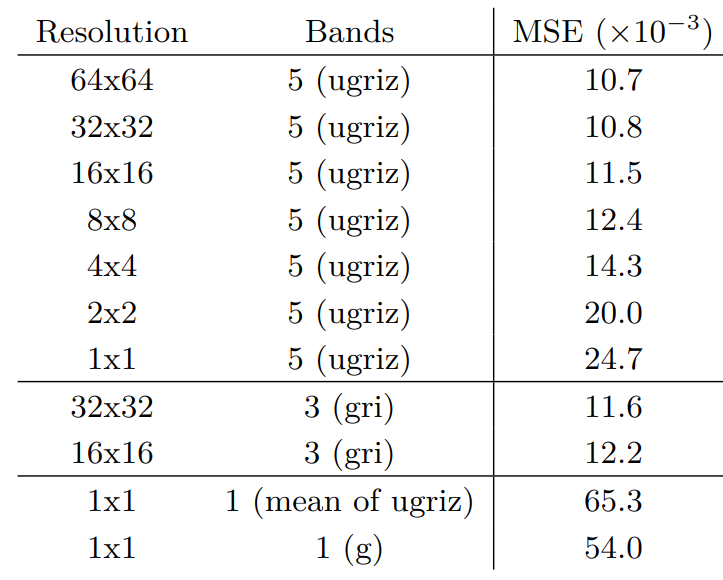 Resolution Bands MSE (×10⁻³)
64x64 5 (ugriz) 10.7
32x32 5 (ugriz) 10.8
16x16 5 (ugriz) 11.5
8x8 5 (ugriz) 12.4
4x4 5 (ugriz) 14.3
2x2 5 (ugriz) 20.0
1x1 5 (ugriz) 24.7
32x32 3 (gri) 11.6
16x16 3 (gri) 12.2
1x1 1 (mean of ugriz) 65.3
1x1 1 (g) 54.0